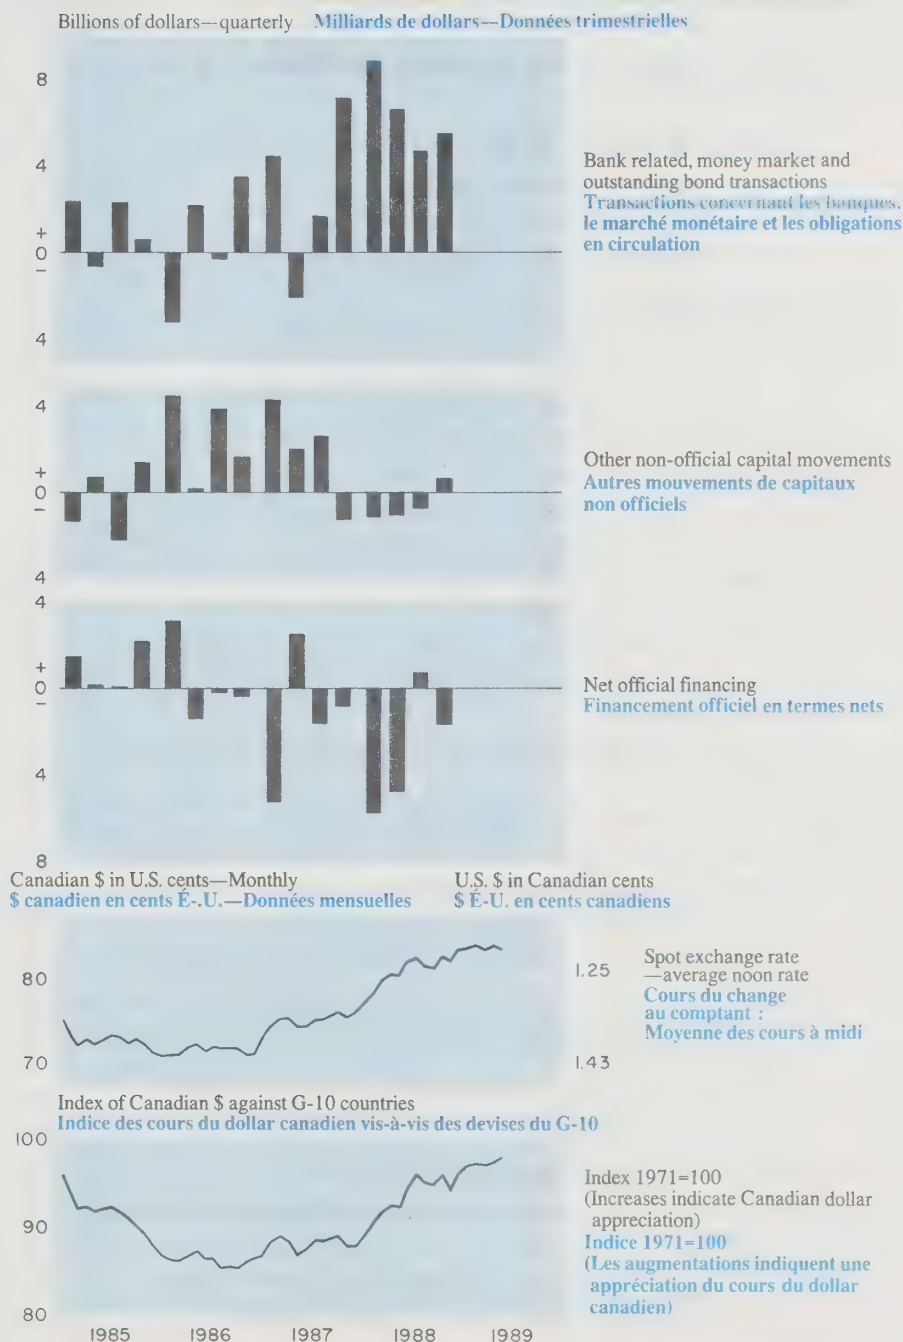 Billions of dollars—quarterly Milliards de dollars—Données trimestrielles
8
4
+
0
–
4
Bank related, money market and
outstanding bond transactions
Transactions concernant les banques,
le marché monétaire et les obligations
en circulation
4
+
0
–
4
Other non-official capital movements
Autres mouvements de capitaux
non officiels
4
+
0
–
4
8
Net official financing
Financement officiel en termes nets
Canadian $ in U.S. cents—Monthly
$ canadien en cents É-.U.—Données mensuelles
U.S. $ in Canadian cents
$ É-U. en cents canadiens
80
70
1.25
1.43
Spot exchange rate
—average noon rate
Cours du change
au comptant :
Moyenne des cours à midi
Index of Canadian $ against G-10 countries
Indice des cours du dollar canadien vis-à-vis des devises du G-10
100
90
80
Index 1971=100
(Increases indicate Canadian dollar
appreciation)
Indice 1971=100
(Les augmentations indiquent une
appréciation du cours du dollar
canadien)
1985 1986 1987 1988 1989